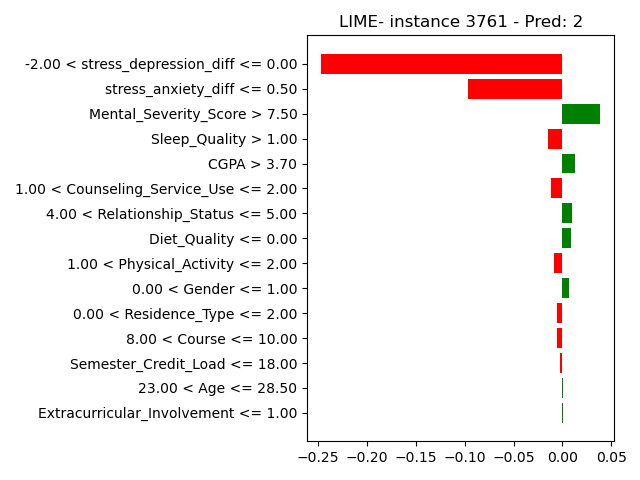 LIME- instance 3761 - Pred: 2
-2.00 < stress_depression_diff <= 0.00
stress_anxiety_diff <= 0.50
Mental_Severity_Score > 7.50
Sleep_Quality > 1.00
CGPA > 3.70
1.00 < Counseling_Service_Use <= 2.00
4.00 < Relationship_Status <= 5.00
Diet_Quality <= 0.00
1.00 < Physical_Activity <= 2.00
0.00 < Gender <= 1.00
0.00 < Residence_Type <= 2.00
8.00 < Course <= 10.00
Semester_Credit_Load <= 18.00
23.00 < Age <= 28.50
Extracurricular_Involvement <= 1.00
−0.25 −0.20 −0.15 −0.10 −0.05 0.00 0.05